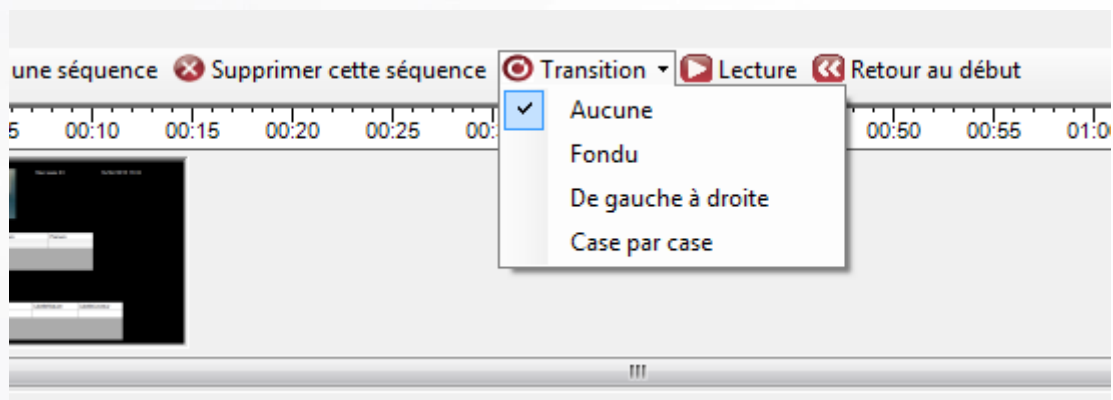 une séquence Supprimer cette séquence Transition Lecture Retour au début
5 00:10 00:15 00:20 00:25 00: 00:50 00:55 01:0
Aucune
Fondu
De gauche à droite
Case par case